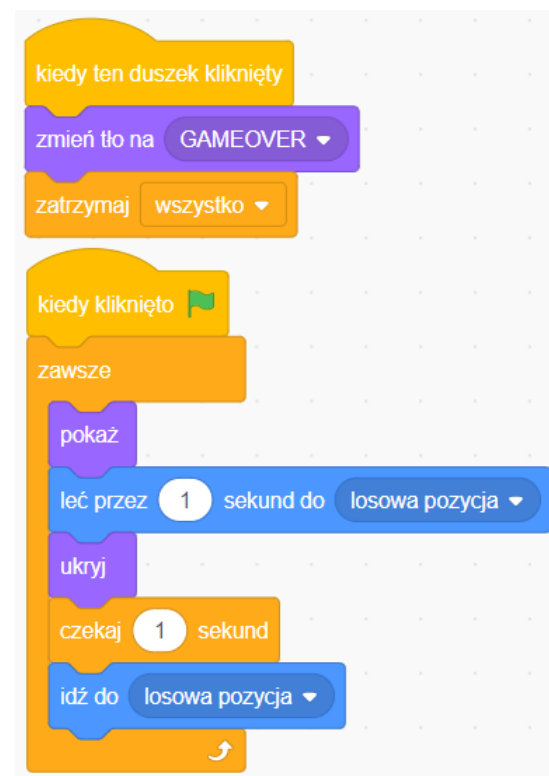 kiedy ten duszek kliknięty
zmień tło na GAMEOVER
zatrzymaj wszystko
kiedy kliknięto
zawsze
pokaż
leć przez 1 sekund do losowa pozycja
ukryj
czekaj 1 sekund
idź do losowa pozycja